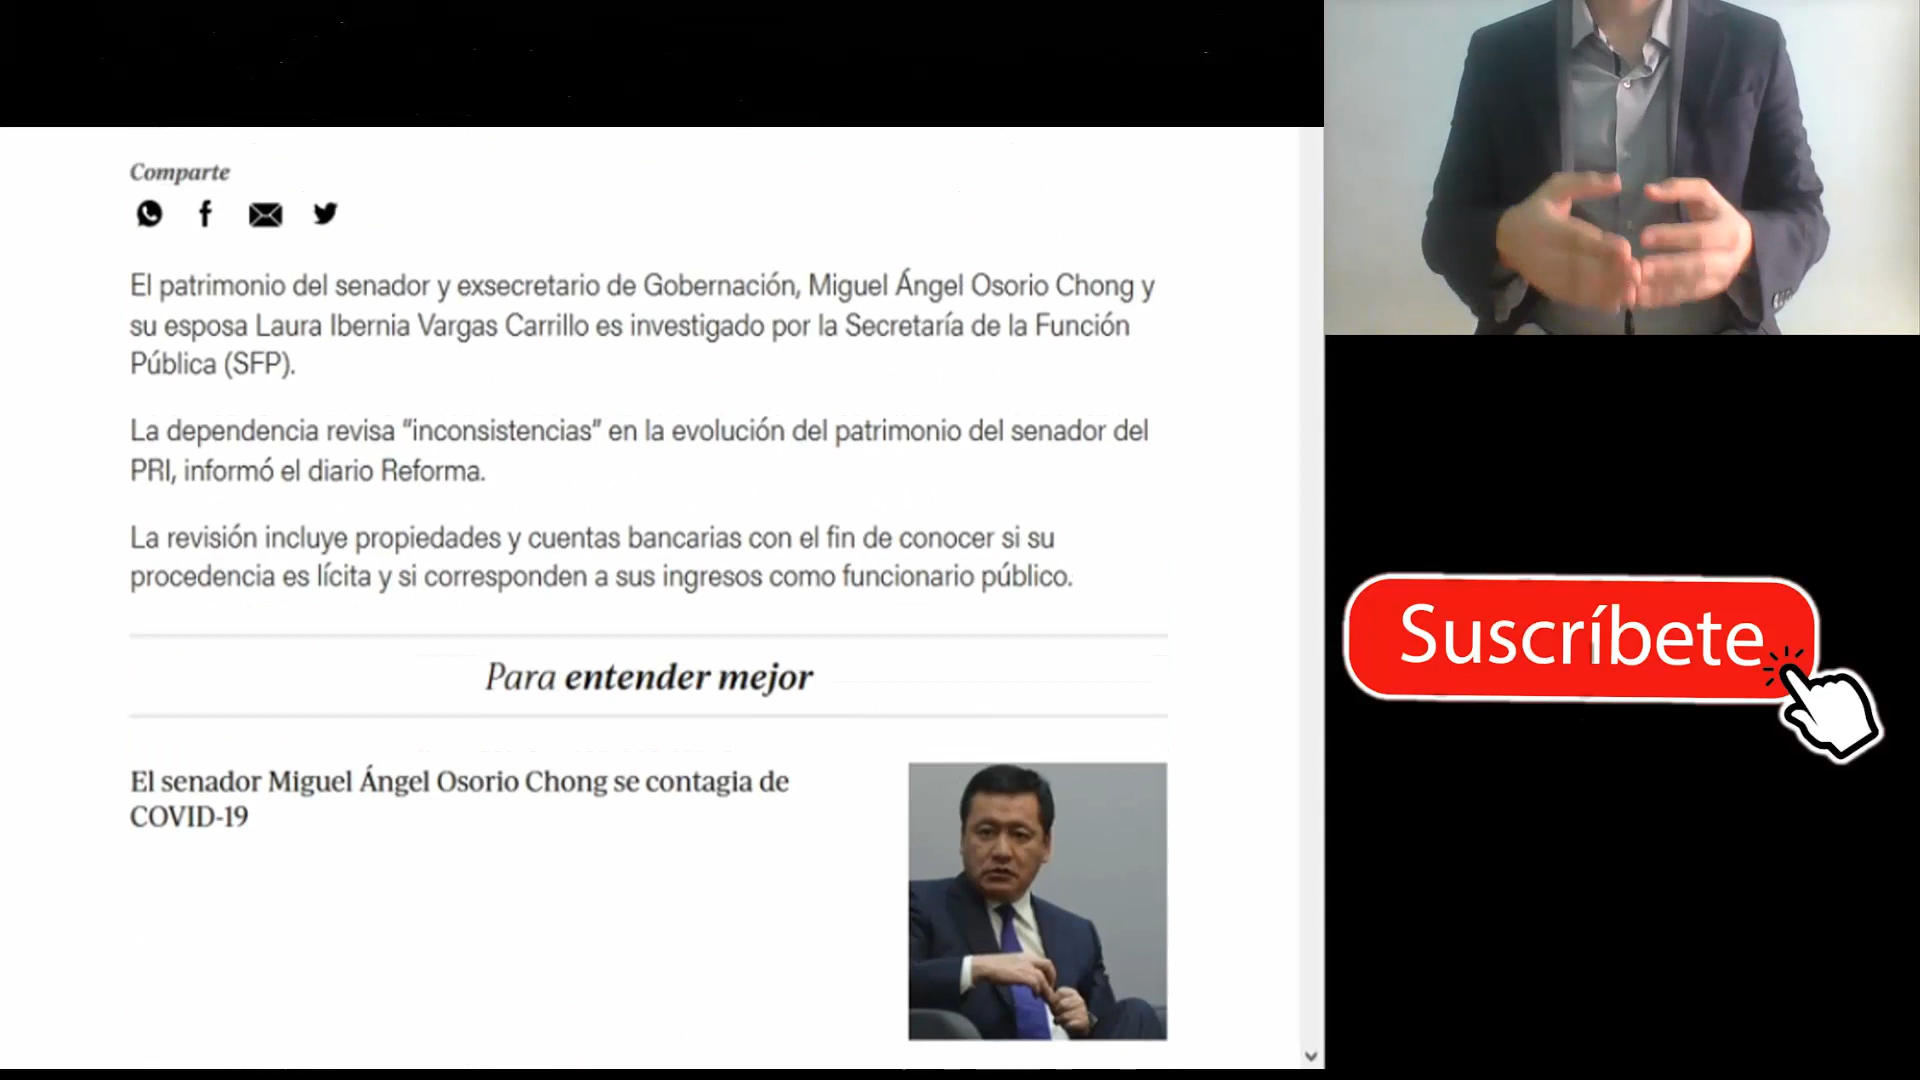 Comparte
El patrimonio del senador y exsecretario de Gobernación, Miguel Ángel Osorio Chong y
su esposa Laura Ibernia Vargas Carrillo es investigado por la Secretaría de la Función
Pública (SFP).
La dependencia revisa “inconsistencias” en la evolución del patrimonio del senador del
PRI, informó el diario Reforma.
La revisión incluye propiedades y cuentas bancarias con el fin de conocer si su
procedencia es lícita y si corresponden a sus ingresos como funcionario público.
Para entender mejor
El senador Miguel Ángel Osorio Chong se contagia de
COVID-19
Suscríbete